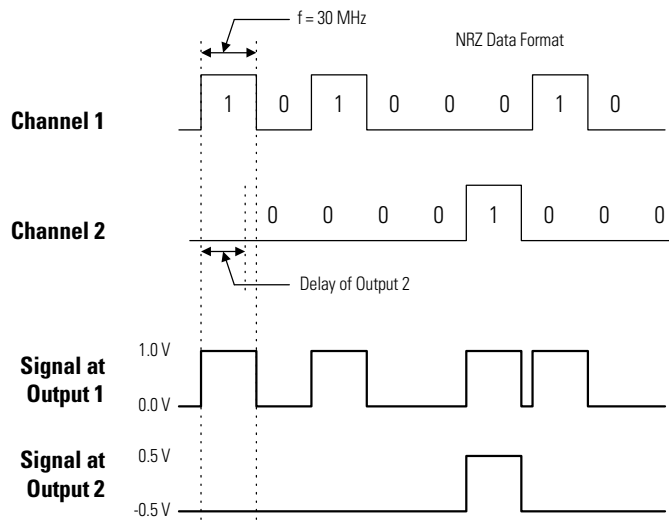 f = 30 MHz
NRZ Data Format
Channel 1
1 0 1 0 0 0 1 0
Channel 2
0 0 0 0 1 0 0 0
Delay of Output 2
Signal at
Output 1
1.0 V
0.0 V
Signal at
Output 2
0.5 V
-0.5 V